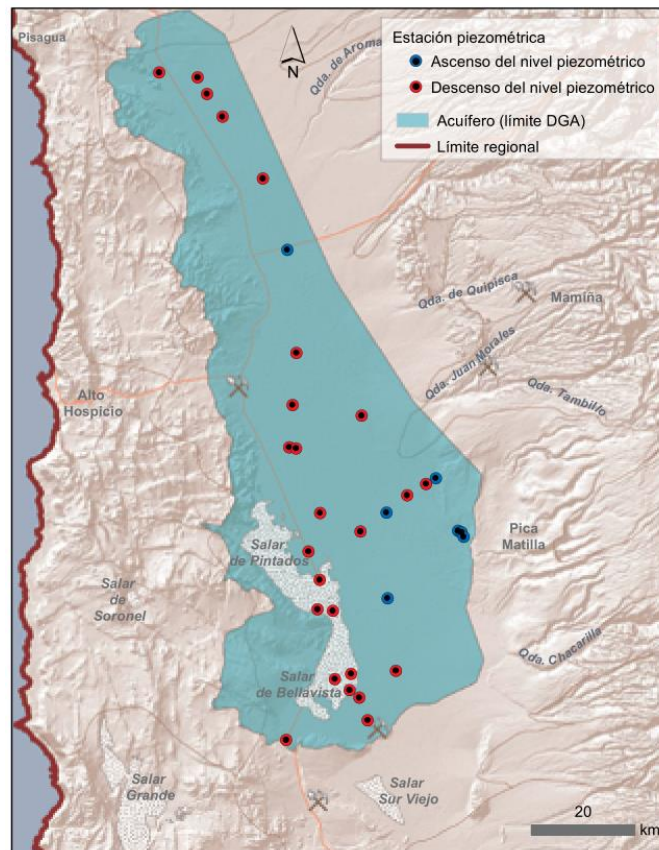 Pisagua
N
Qda. de Aroma
Estación piezométrica
Ascenso del nivel piezométrico
Descenso del nivel piezométrico
Acuífero (límite DGA)
Límite regional
Qda. de Quipisca
Mamiña
Qda. Juan Morales
Qda. Tambillo
Alto
Hospicio
Pica
Matilla
Salar
de Pintados
Salar
de
Soronel
Qda. Chacarilla
Salar
de Bellavista
Salar
Grande
Salar
Sur Viejo
20
km